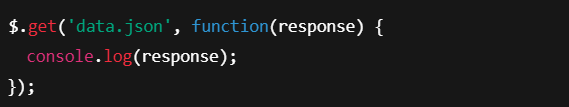 $.get('data.json', function(response) {
  console.log(response);
});